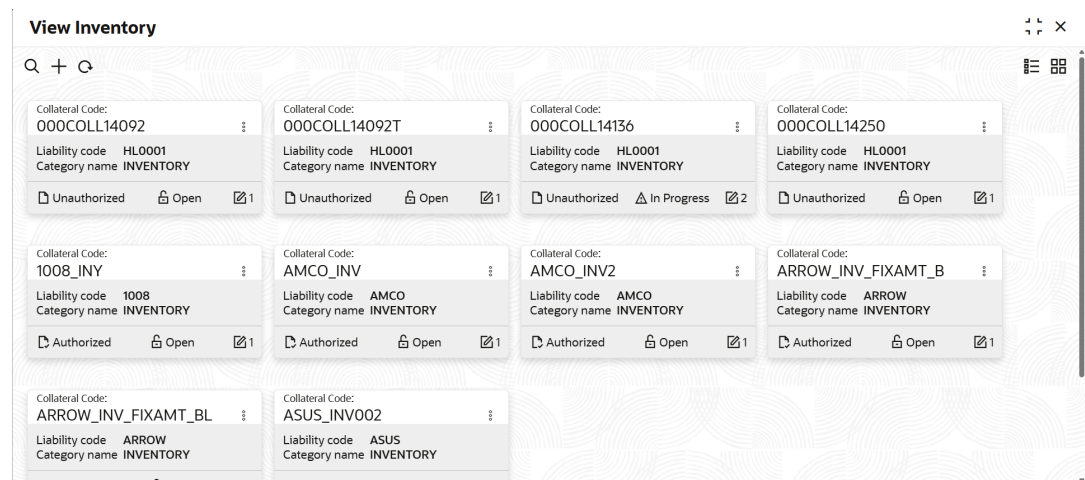 View Inventory
Collateral Code:
000COLL14092
Liability code HL0001
Category name INVENTORY
Unauthorized Open 1
Collateral Code:
000COLL14092T
Liability code HL0001
Category name INVENTORY
Unauthorized Open 1
Collateral Code:
000COLL14136
Liability code HL0001
Category name INVENTORY
Unauthorized In Progress 2
Collateral Code:
000COLL14250
Liability code HL0001
Category name INVENTORY
Unauthorized Open 1
Collateral Code:
1008_INY
Liability code 1008
Category name INVENTORY
Authorized Open 1
Collateral Code:
AMCO_INV
Liability code AMCO
Category name INVENTORY
Authorized Open 1
Collateral Code:
AMCO_INV2
Liability code AMCO
Category name INVENTORY
Authorized Open 1
Collateral Code:
ARROW_INV_FIXAMT_B
Liability code ARROW
Category name INVENTORY
Authorized Open 1
Collateral Code:
ARROW_INV_FIXAMT_BL
Liability code ARROW
Category name INVENTORY
Collateral Code:
ASUS_INV002
Liability code ASUS
Category name INVENTORY